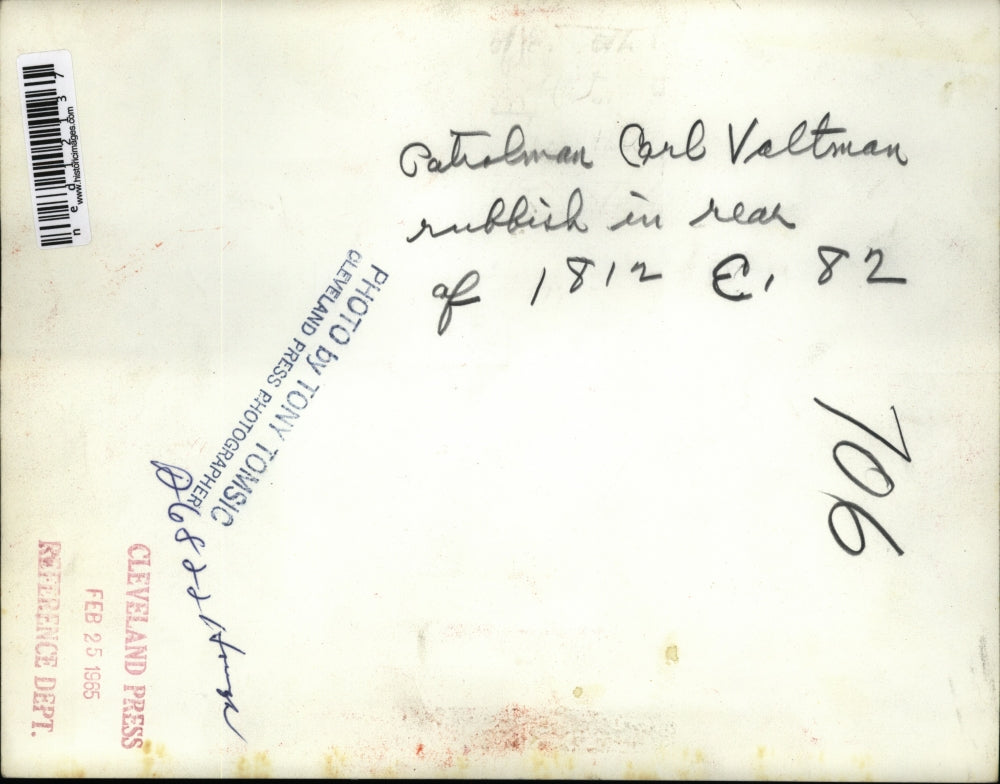 Patrolman Carl Valtman
rubbish in rear
of 1812 E. 82
706
PHOTO by TONY TOMSIC
CLEVELAND PRESS PHOTOGRAPHER
CLEVELAND PRESS
FEB 25 1965
REFERENCE DEPT.
www.historicimages.com